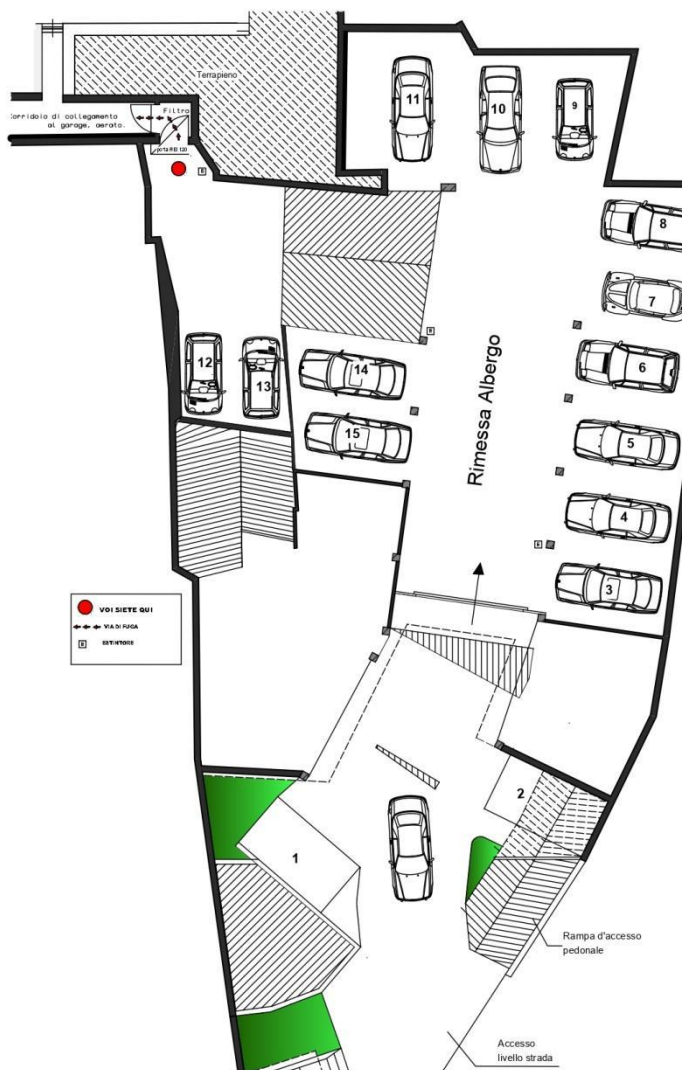 Terrapieno
Filtro
Corridoio di collegamento
al garage, aerato.
porta REI 120
11
10
9
8
7
6
5
4
3
12
13
14
15
Rimessa Albergo
VOI SIETE QUI
VIA DI FUGA
ESTINTORE
E
E
E
E
2
1
Rampa d'accesso
pedonale
Accesso
livello strada